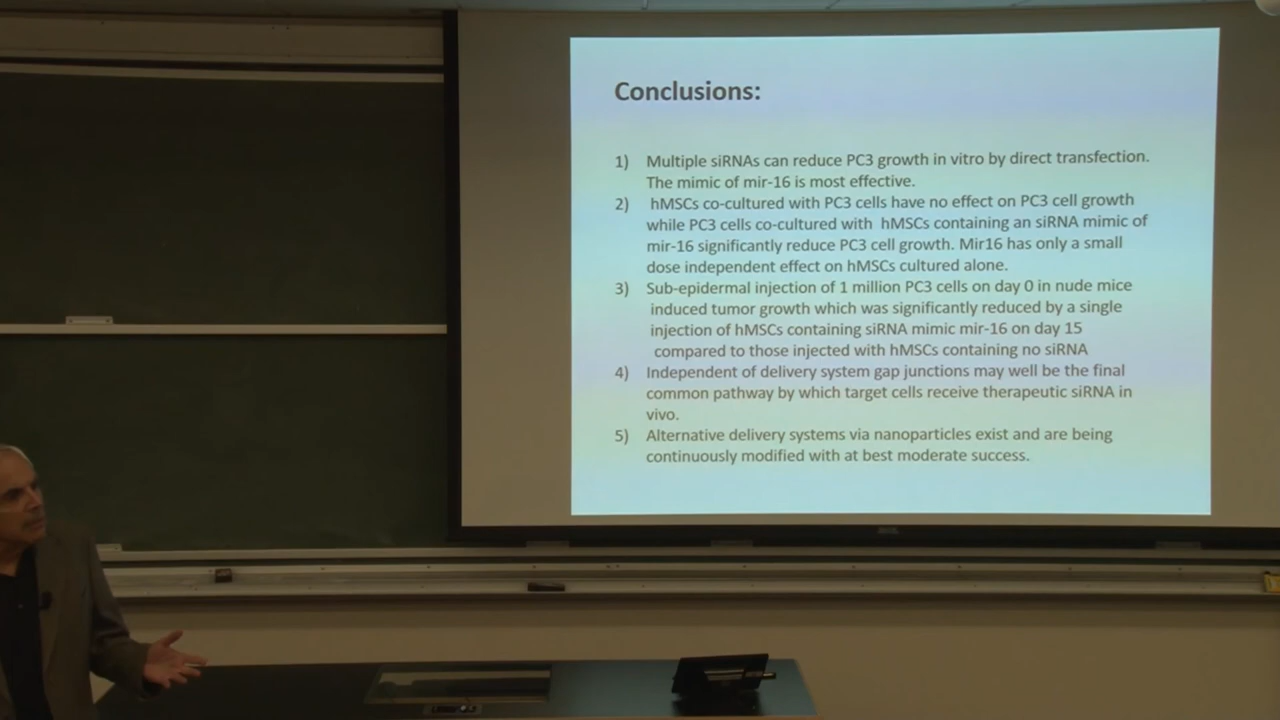 Conclusions:
1) Multiple siRNAs can reduce PC3 growth in vitro by direct transfection.
The mimic of mir-16 is most effective.
2) hMSCs co-cultured with PC3 cells have no effect on PC3 cell growth
while PC3 cells co-cultured with hMSCs containing an siRNA mimic of
mir-16 significantly reduce PC3 cell growth. Mir16 has only a small
dose independent effect on hMSCs cultured alone.
3) Sub-epidermal injection of 1 million PC3 cells on day 0 in nude mice
induced tumor growth which was significantly reduced by a single
injection of hMSCs containing siRNA mimic mir-16 on day 15
compared to those injected with hMSCs containing no siRNA
4) Independent of delivery system gap junctions may well be the final
common pathway by which target cells receive therapeutic siRNA in
vivo.
5) Alternative delivery systems via nanoparticles exist and are being
continuously modified with at best moderate success.